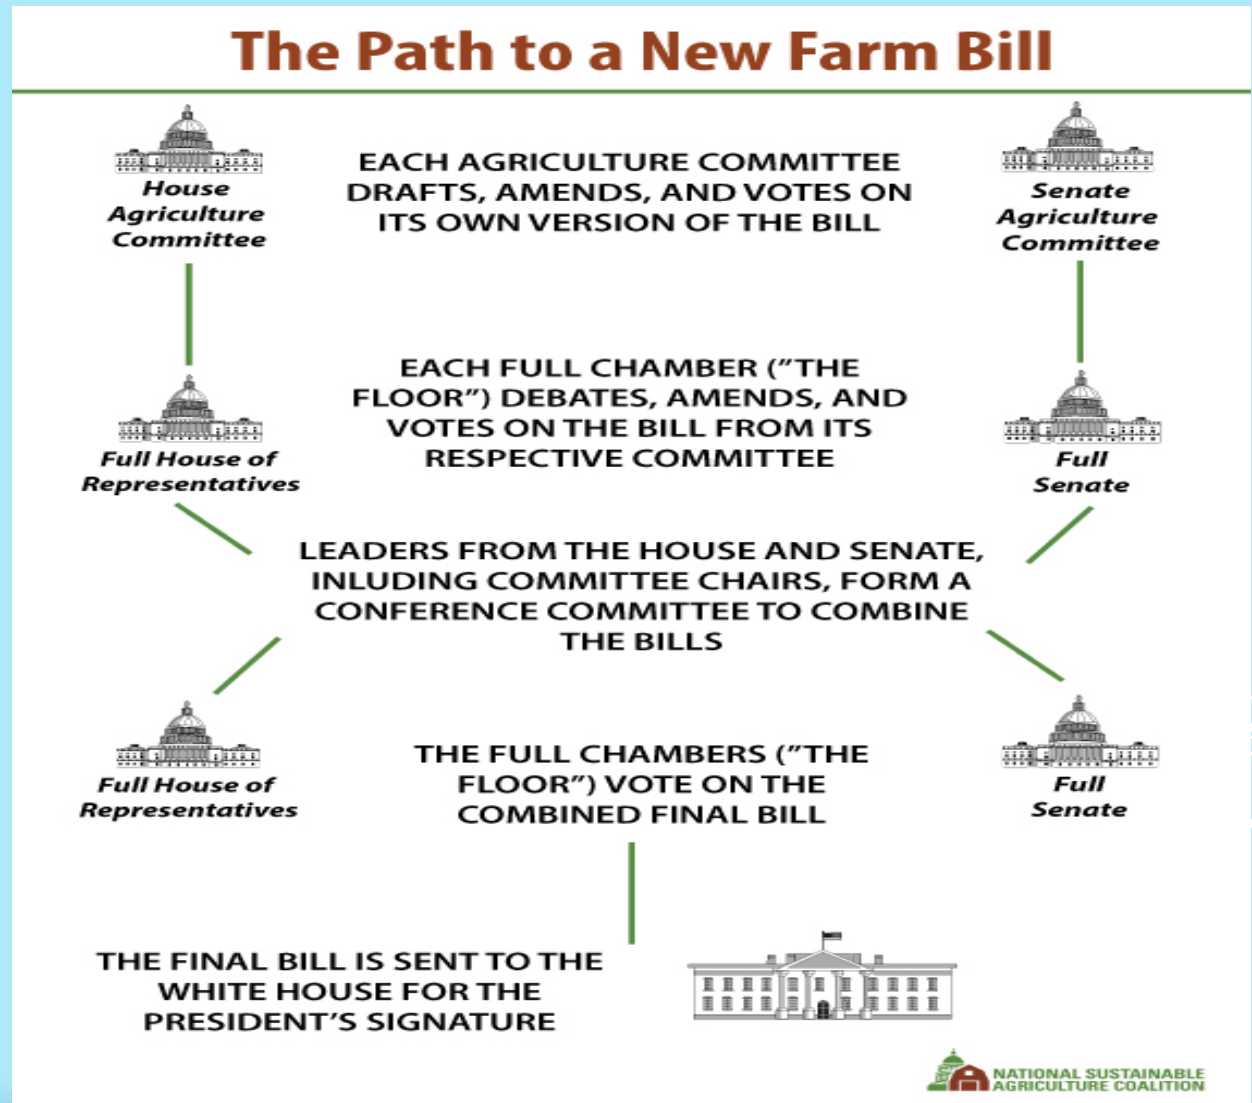 The Path to a New Farm Bill
House
Agriculture
Committee
EACH AGRICULTURE COMMITTEE
DRAFTS, AMENDS, AND VOTES ON
ITS OWN VERSION OF THE BILL
Senate
Agriculture
Committee
EACH FULL CHAMBER ("THE
FLOOR") DEBATES, AMENDS, AND
VOTES ON THE BILL FROM ITS
RESPECTIVE COMMITTEE
Full House of
Representatives
Full
Senate
LEADERS FROM THE HOUSE AND SENATE,
INLUDING COMMITTEE CHAIRS, FORM A
CONFERENCE COMMITTEE TO COMBINE
THE BILLS
Full House of
Representatives
THE FULL CHAMBERS ("THE
FLOOR") VOTE ON THE
COMBINED FINAL BILL
Full
Senate
THE FINAL BILL IS SENT TO THE
WHITE HOUSE FOR THE
PRESIDENT'S SIGNATURE
NATIONAL SUSTAINABLE
AGRICULTURE COALITION